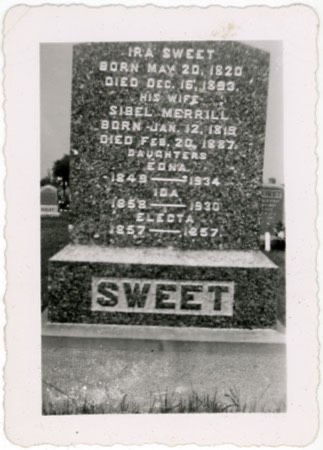 IRA SWEET
BORN MAY 20, 1820
DIED DEC. 16, 1893.
HIS WIFE
SIBEL MERRILL
BORN JAN. 12, 1819
DIED FEB. 20, 1887.
DAUGHTERS
EDNA
1849 — 1934
IDA
1858 — 1930
ELECTA
1857 — 1857.
SWEET